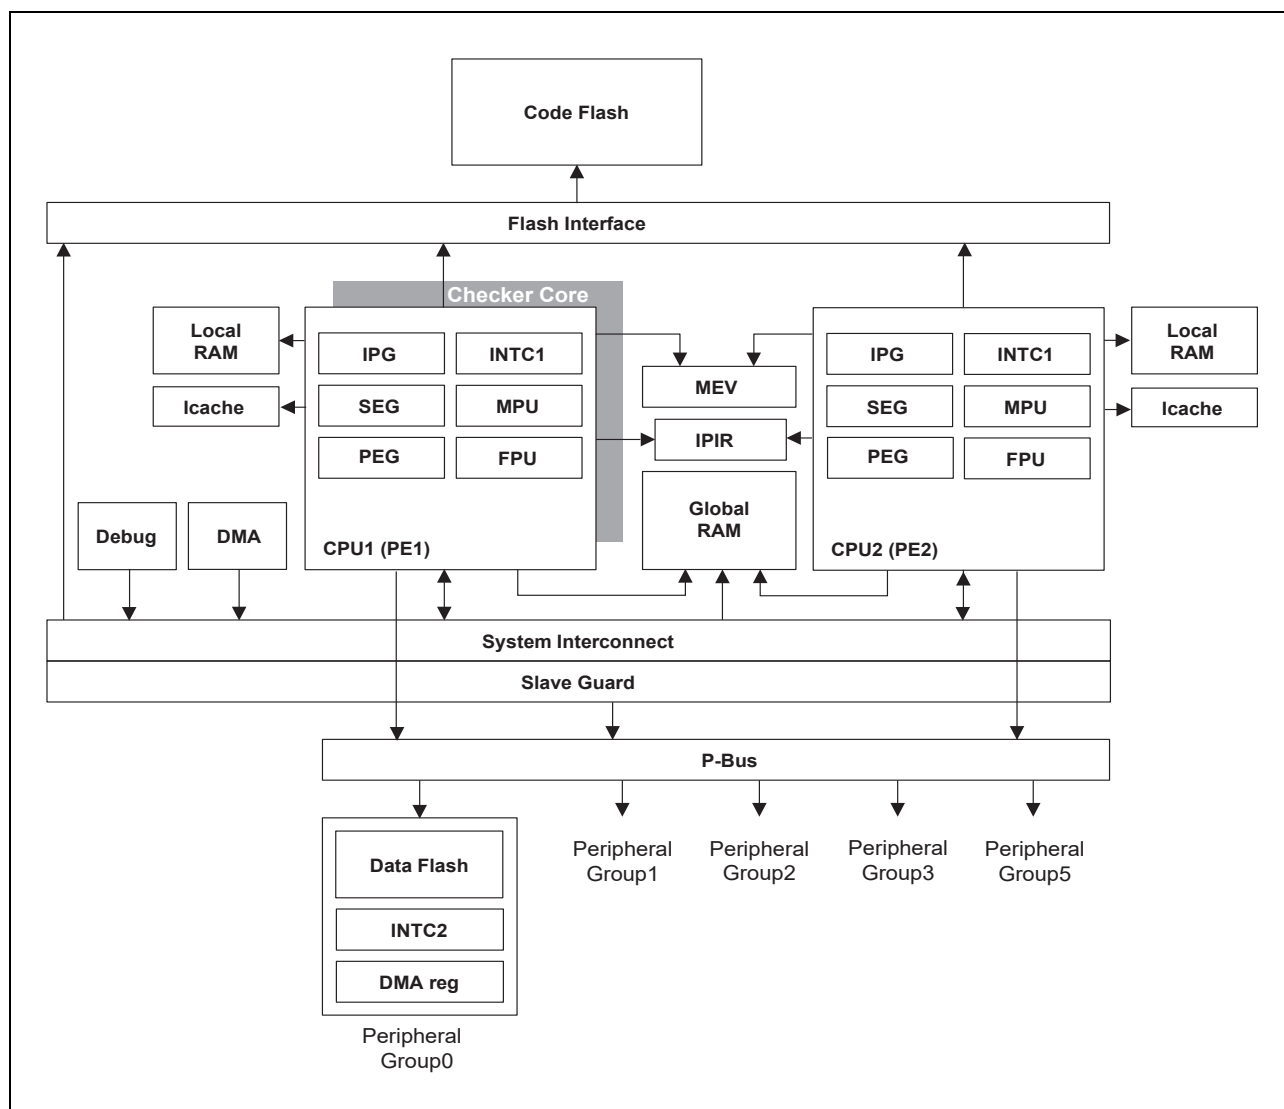 Code Flash
Flash Interface
Checker Core
Local
RAM
Icache
IPG
INTC1
SEG
MPU
PEG
FPU
CPU1 (PE1)
MEV
IPIR
Global
RAM
IPG
INTC1
SEG
MPU
PEG
FPU
CPU2 (PE2)
Local
RAM
Icache
Debug
DMA
System Interconnect
Slave Guard
P-Bus
Data Flash
INTC2
DMA reg
Peripheral
Group0
Peripheral
Group1
Peripheral
Group2
Peripheral
Group3
Peripheral
Group5